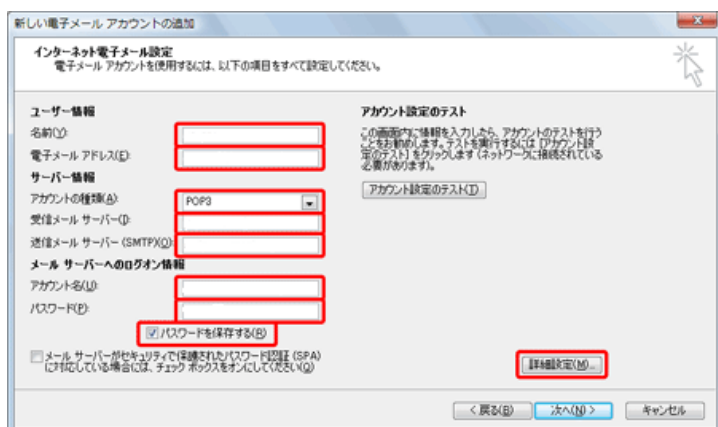 新しい電子メール アカウントの追加
インターネット電子メール設定
電子メール アカウントを使用するには、以下の項目をすべて設定してください。
ユーザー情報
名前(Y):
電子メール アドレス(E):
サーバー情報
アカウントの種類(A):
POP3
受信メール サーバー(I):
送信メール サーバー (SMTP)(O):
メール サーバーへのログオン情報
アカウント名(U):
パスワード(P):
パスワードを保存する(R)
メール サーバーがセキュリティで保護されたパスワード認証 (SPA)
に対応している場合には、チェック ボックスをオンにしてください(Q)
アカウント設定のテスト
この画面内に情報を入力したら、アカウントのテストを行う
ことをお勧めします。テストを実行するには [アカウント設
定のテスト] をクリックします (ネットワークに接続されている
必要があります)。
アカウント設定のテスト(T)
詳細設定(M)...
< 戻る(B)
次へ(N) >
キャンセル